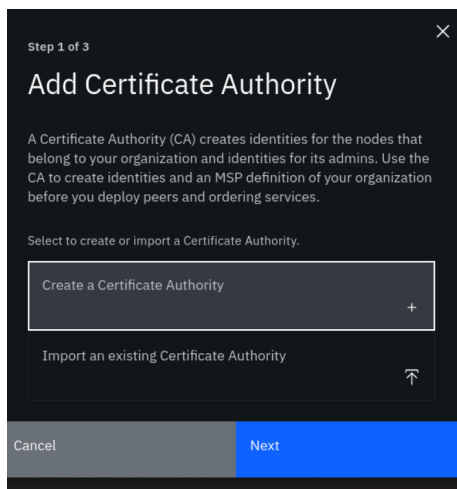 Step 1 of 3
Add Certificate Authority
A Certificate Authority (CA) creates identities for the nodes that
belong to your organization and identities for its admins. Use the
CA to create identities and an MSP definition of your organization
before you deploy peers and ordering services.
Select to create or import a Certificate Authority.
Create a Certificate Authority
Import an existing Certificate Authority
Cancel
Next